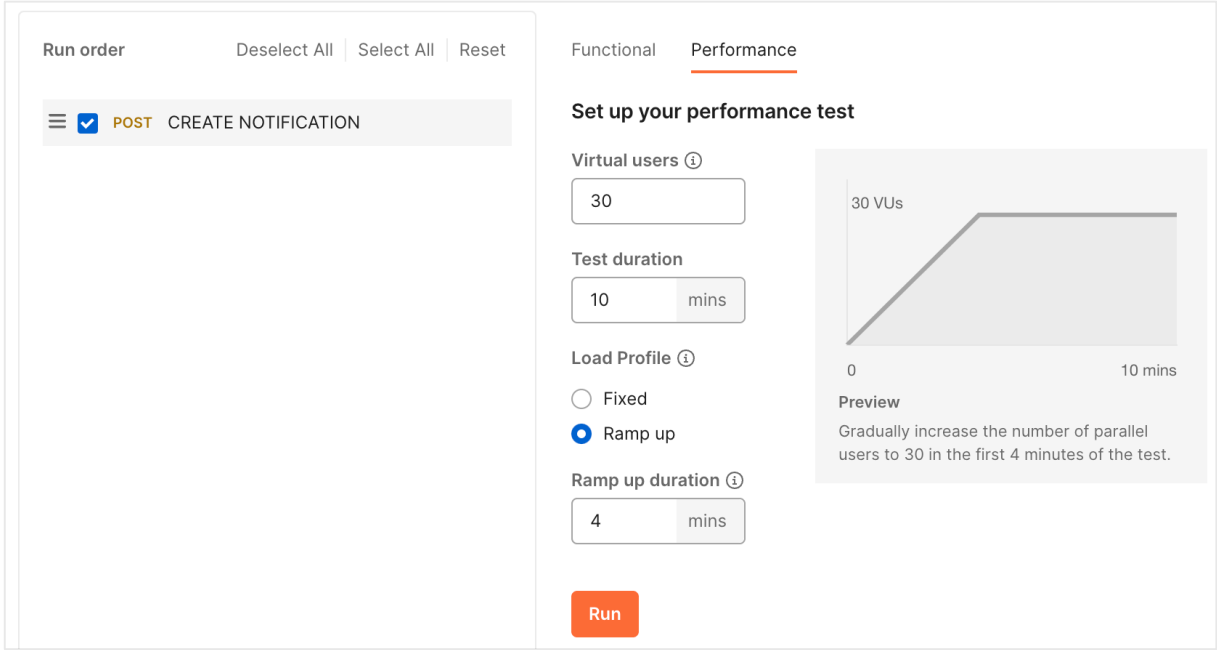 Run order
Deselect All
Select All
Reset
POST CREATE NOTIFICATION
Functional
Performance
Set up your performance test
Virtual users
30
Test duration
10 mins
Load Profile
Fixed
Ramp up
Ramp up duration
4 mins
Run
30 VUs
0
10 mins
Preview
Gradually increase the number of parallel
users to 30 in the first 4 minutes of the test.